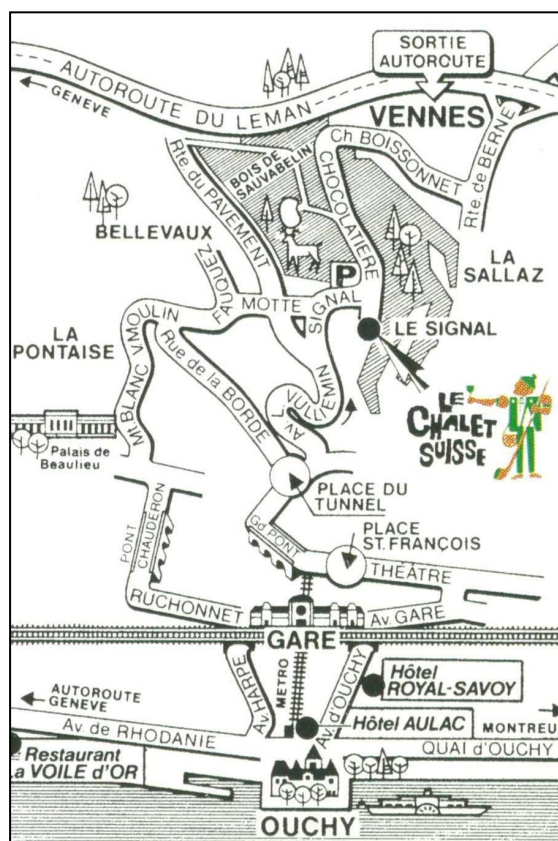 SORTIE
AUTOROUTE
AUTOROUTE DU LEMAN
GENEVE
VENNES
Ch BOISSONNET
Rte de BERNE
Rte du PAVEMENT
BOIS DE
SAUVABELIN
CHOCOLATIÈRE
BELLEVAUX
LA
SALLAZ
P
FAUQUEZ
MOTTE
SIGNAL
SIGNAL
LE SIGNAL
LA
PONTAISE
Mt BLANC
V.MOULIN
Rue de la BORDE
AV. L.
VULLIEMIN
LE
CHALET
SUISSE
Palais de
Beaulieu
PLACE DU
TUNNEL
PLACE
ST. FRANÇOIS
Gd PONT
THÉÂTRE
PONT
CHAUDERON
RUCHONNET
Av. GARE
GARE
METRO
Av. HARPE
Av. d'OUCHY
Hôtel
ROYAL-SAVOY
AUTOROUTE
GENEVE
Av. de RHODANIE
Hôtel AULAC
MONTREU
QUAI d'OUCHY
Restaurant
La VOILE d'OR
OUCHY